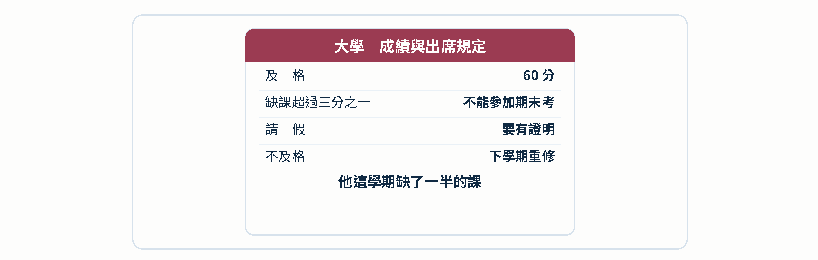 大學　成績與出席規定
及　格　60 分
缺課超過三分之一　不能參加期末考
請　假　要有證明
不及格　下學期重修
他這學期缺了一半的課